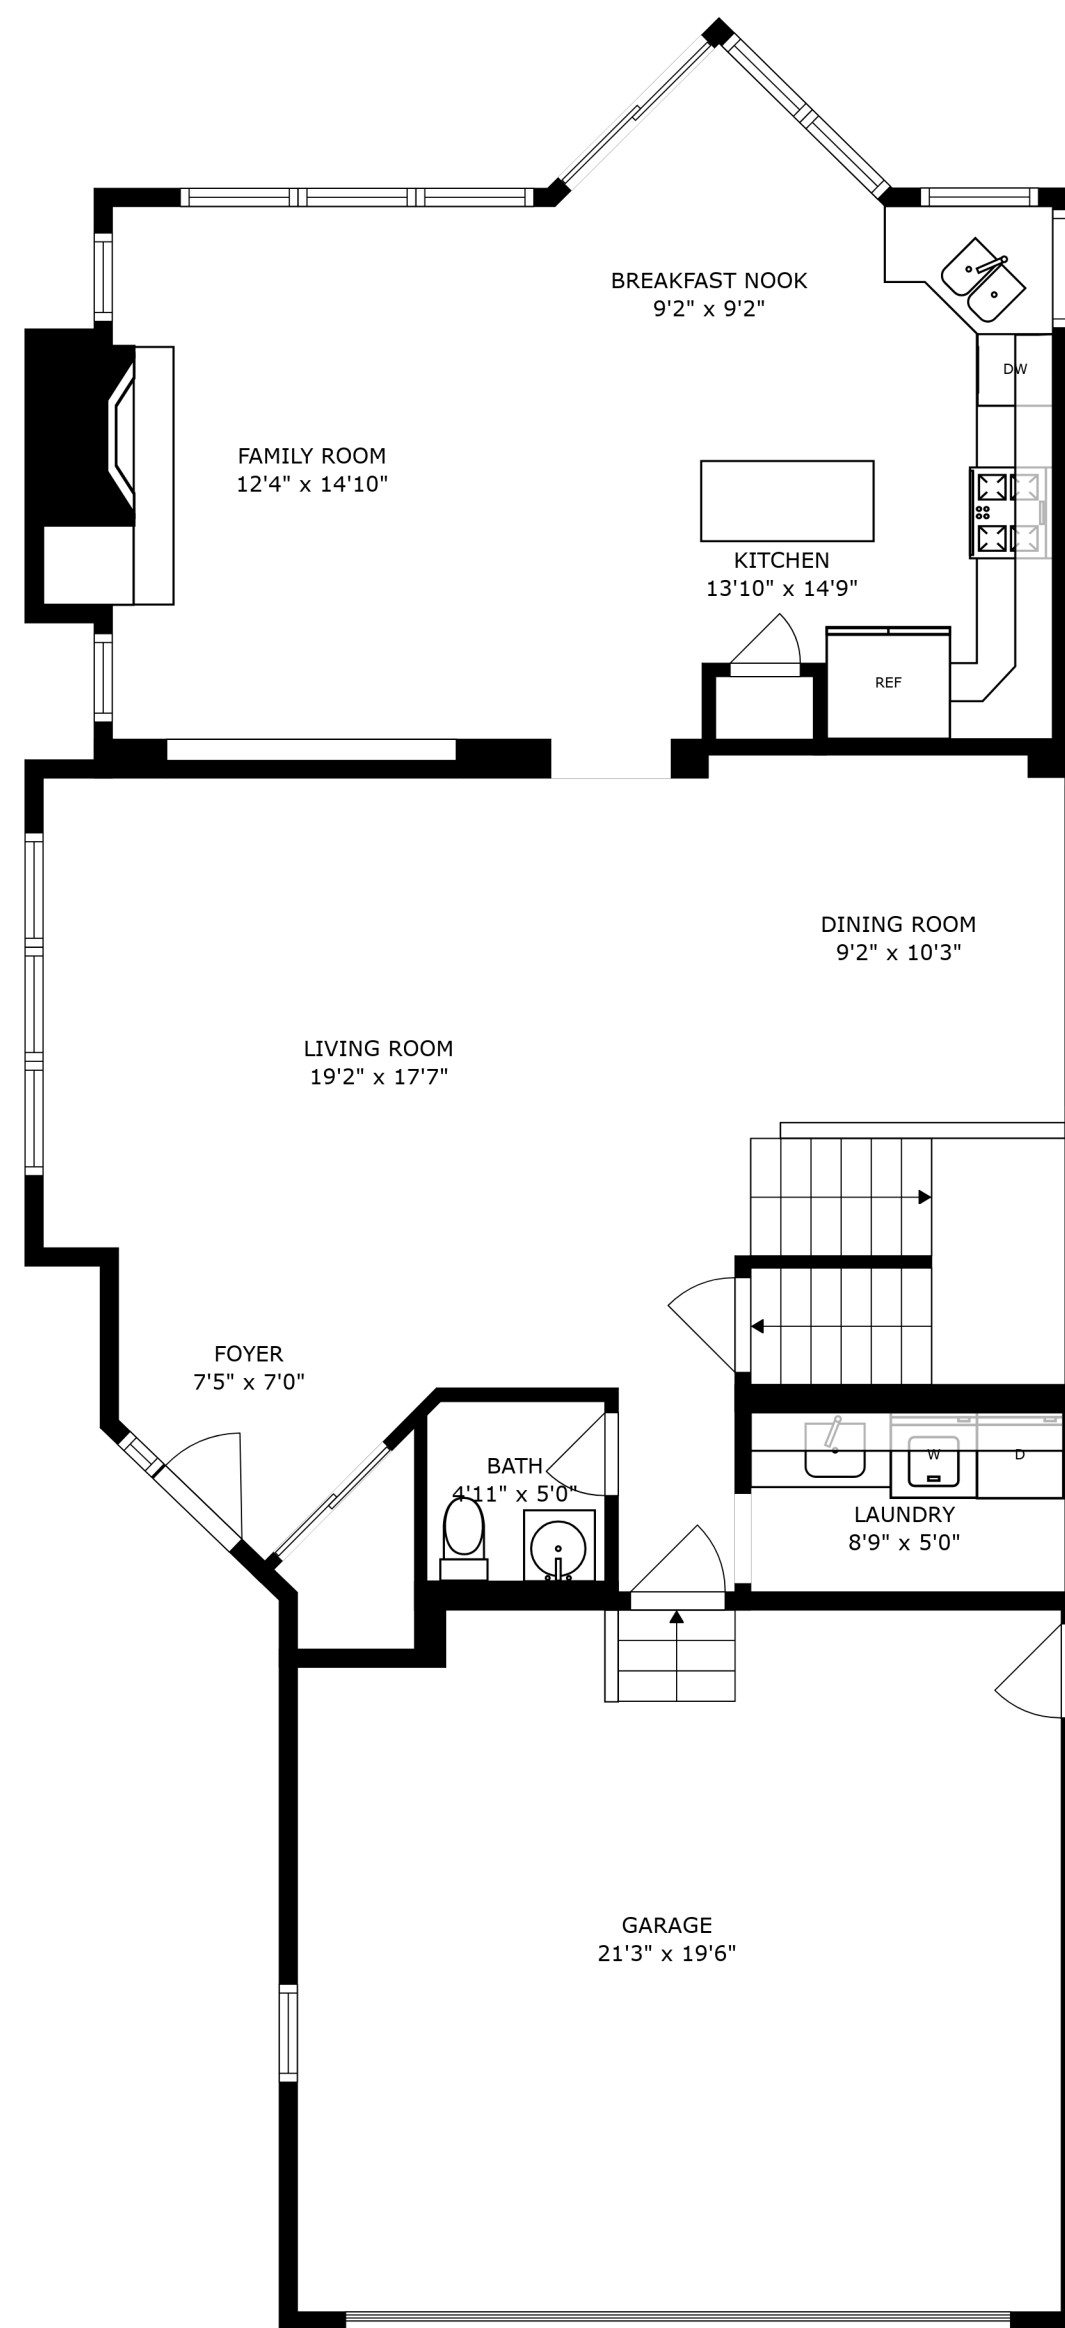 BREAKFAST NOOK
9'2" x 9'2"
DW
FAMILY ROOM
12'4" x 14'10"
KITCHEN
13'10" x 14'9"
REF
DINING ROOM
9'2" x 10'3"
LIVING ROOM
19'2" x 17'7"
FOYER
7'5" x 7'0"
BATH
4'11" x 5'0"
W
D
LAUNDRY
8'9" x 5'0"
GARAGE
21'3" x 19'6"